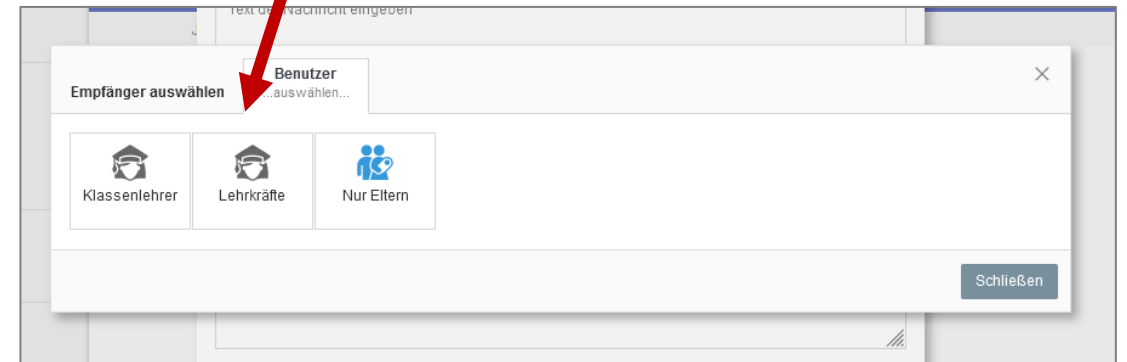 Text der Nachricht eingeben
Benutzer
Empfänger auswählen
...auswählen...
Klassenlehrer
Lehrkräfte
Nur Eltern
Schließen